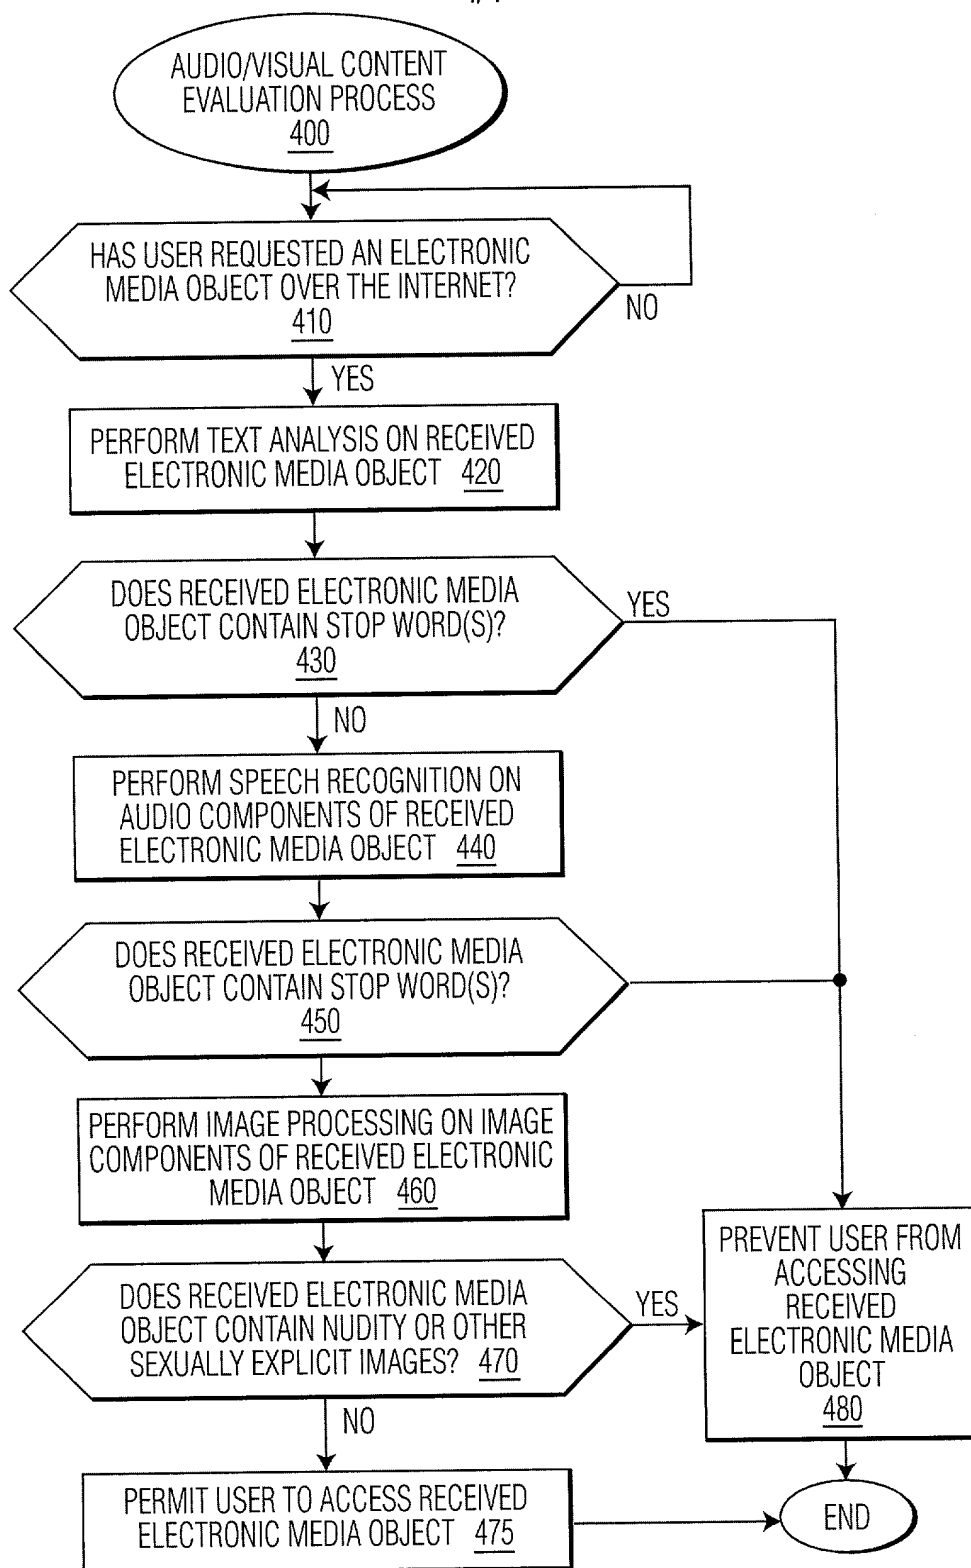 AUDIO/VISUAL CONTENT
EVALUATION PROCESS
400
HAS USER REQUESTED AN ELECTRONIC
MEDIA OBJECT OVER THE INTERNET?
410
NO
YES
PERFORM TEXT ANALYSIS ON RECEIVED
ELECTRONIC MEDIA OBJECT 420
DOES RECEIVED ELECTRONIC MEDIA
OBJECT CONTAIN STOP WORD(S)?
430
YES
NO
PERFORM SPEECH RECOGNITION ON
AUDIO COMPONENTS OF RECEIVED
ELECTRONIC MEDIA OBJECT 440
DOES RECEIVED ELECTRONIC MEDIA
OBJECT CONTAIN STOP WORD(S)?
450
PERFORM IMAGE PROCESSING ON IMAGE
COMPONENTS OF RECEIVED ELECTRONIC
MEDIA OBJECT 460
DOES RECEIVED ELECTRONIC MEDIA
OBJECT CONTAIN NUDITY OR OTHER
SEXUALLY EXPLICIT IMAGES? 470
YES
NO
PREVENT USER FROM
ACCESSING
RECEIVED
ELECTRONIC MEDIA
OBJECT
480
PERMIT USER TO ACCESS RECEIVED
ELECTRONIC MEDIA OBJECT 475
END